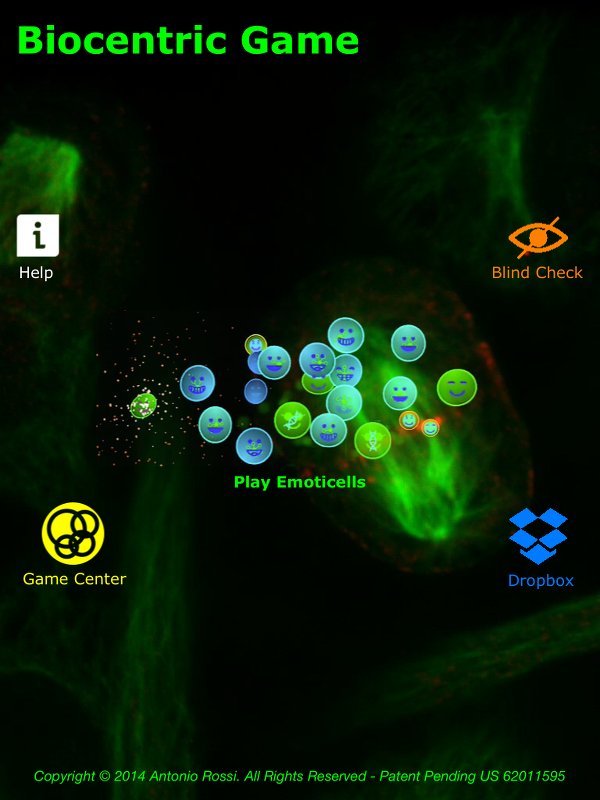 Biocentric Game
Help
Blind Check
Play Emoticells
Game Center
Dropbox
Copyright © 2014 Antonio Rossi. All Rights Reserved - Patent Pending US 62011595